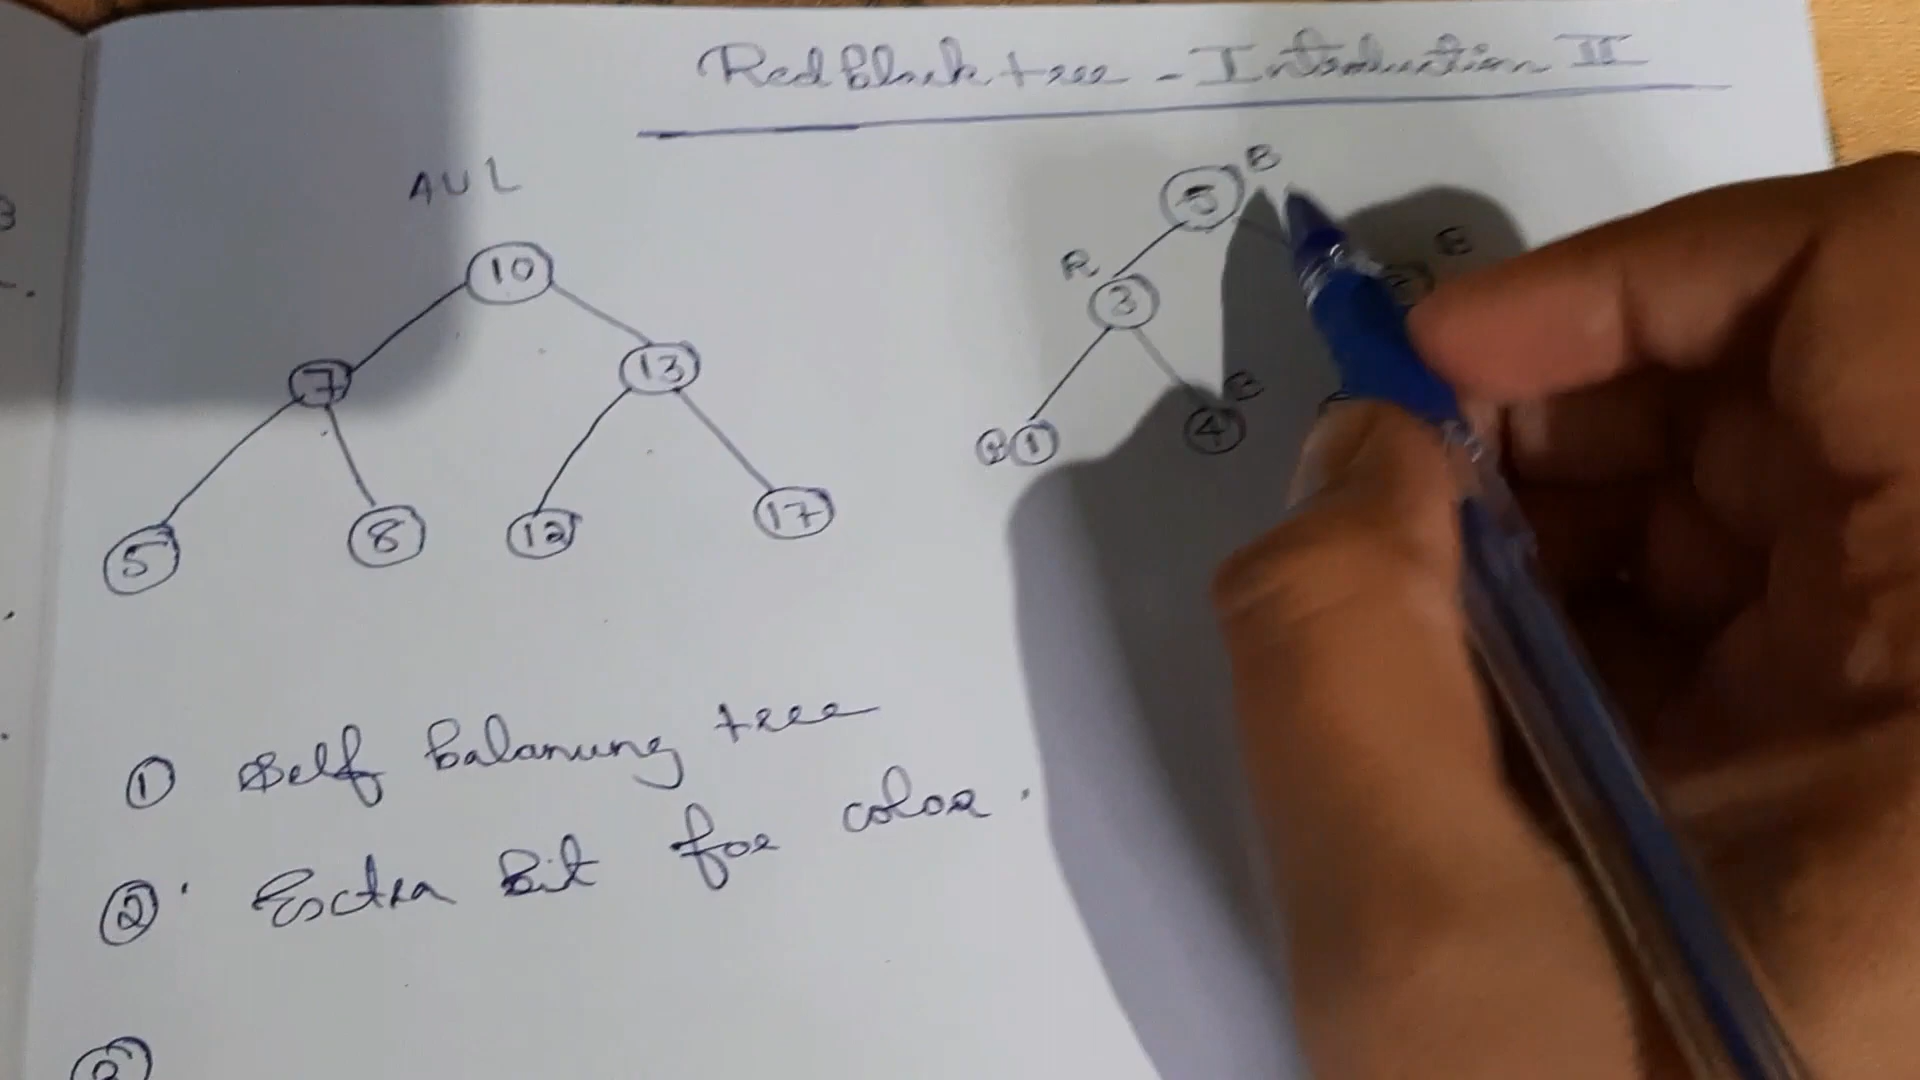 Red Black tree - Introduction II
AVL
10
7
13
5
8
12
17
5 B
R 3
B 1
4 B
B
① Self Balancing tree
② Extra Bit for color.